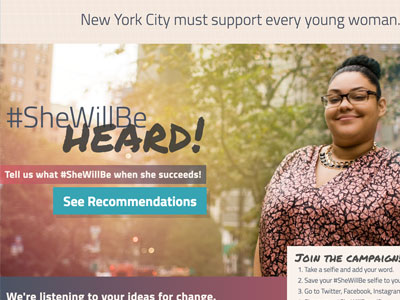 New York City must support every young woman.
#SheWillBe
HEARD!
Tell us what #SheWillBe when she succeeds!
See Recommendations
JOIN THE CAMPAIGN!
1. Take a selfie and add your word.
2. Save your #SheWillBe selfie to you
3. Go to Twitter, Facebook, Instagram
We're listening to your ideas for change.